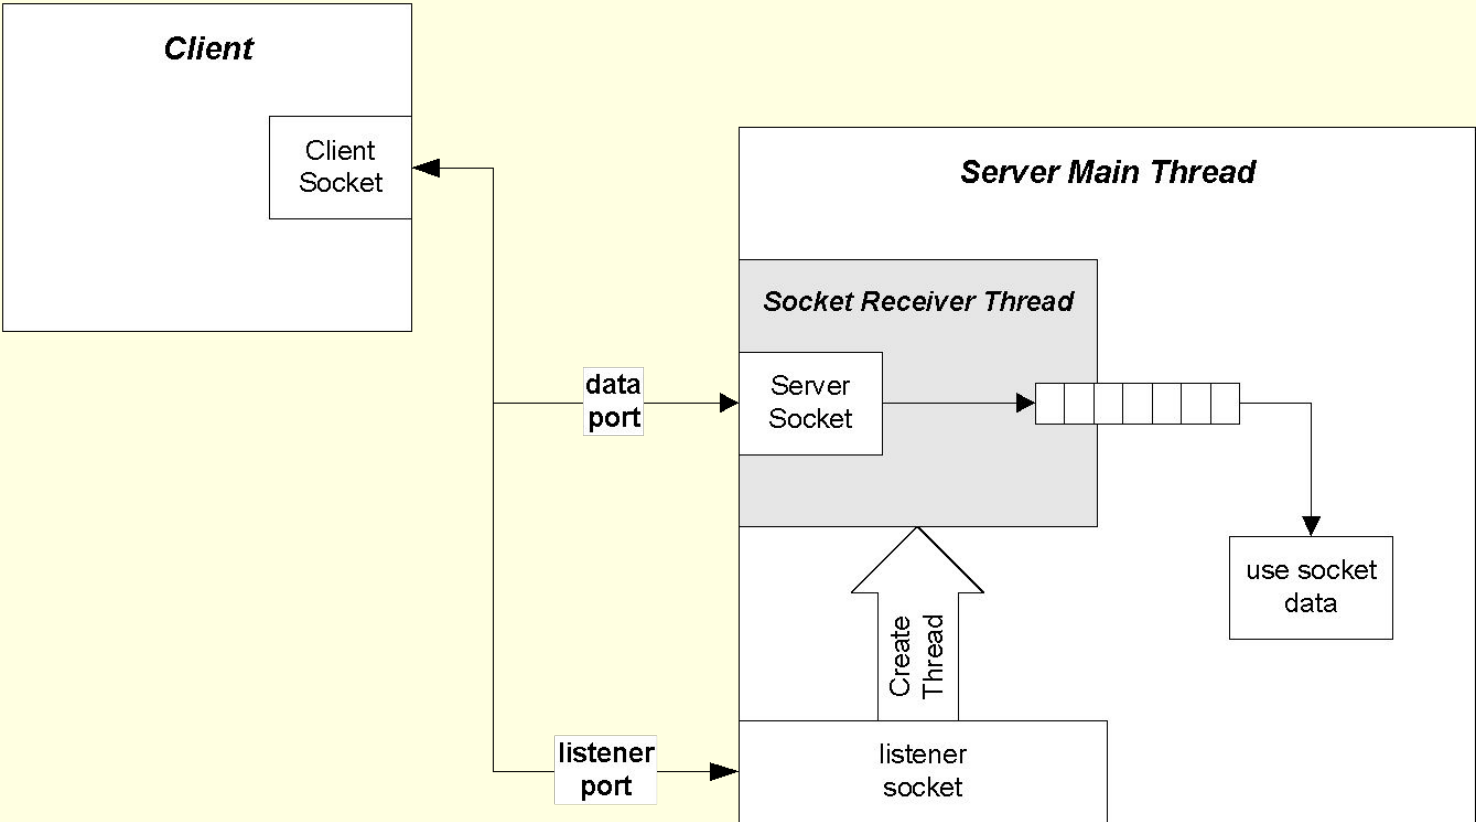 Client
Client
Socket
Server Main Thread
Socket Receiver Thread
data
port
Server
Socket
use socket
data
Create
Thread
listener
port
listener
socket